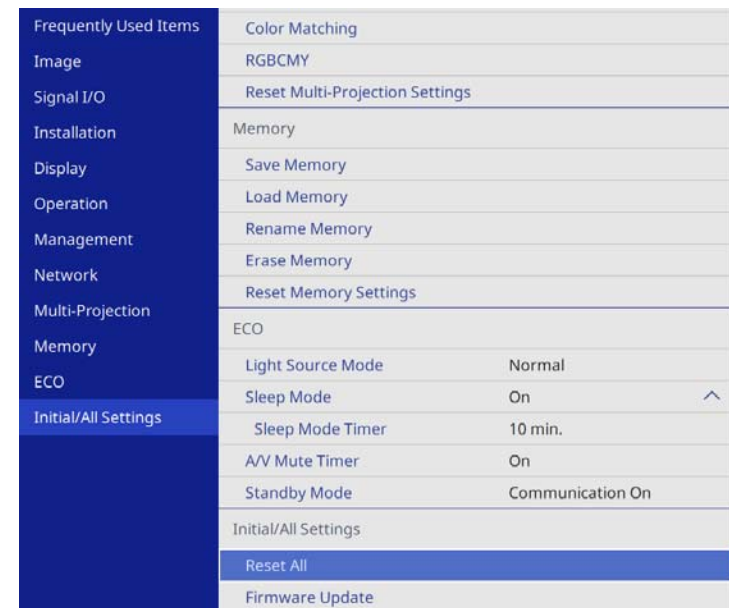 Frequently Used Items
Image
Signal I/O
Installation
Display
Operation
Management
Network
Multi-Projection
Memory
ECO
Initial/All Settings
Color Matching
RGBCMY
Reset Multi-Projection Settings
Memory
Save Memory
Load Memory
Rename Memory
Erase Memory
Reset Memory Settings
ECO
Light Source Mode Normal
Sleep Mode On
Sleep Mode Timer 10 min.
A/V Mute Timer On
Standby Mode Communication On
Initial/All Settings
Reset All
Firmware Update